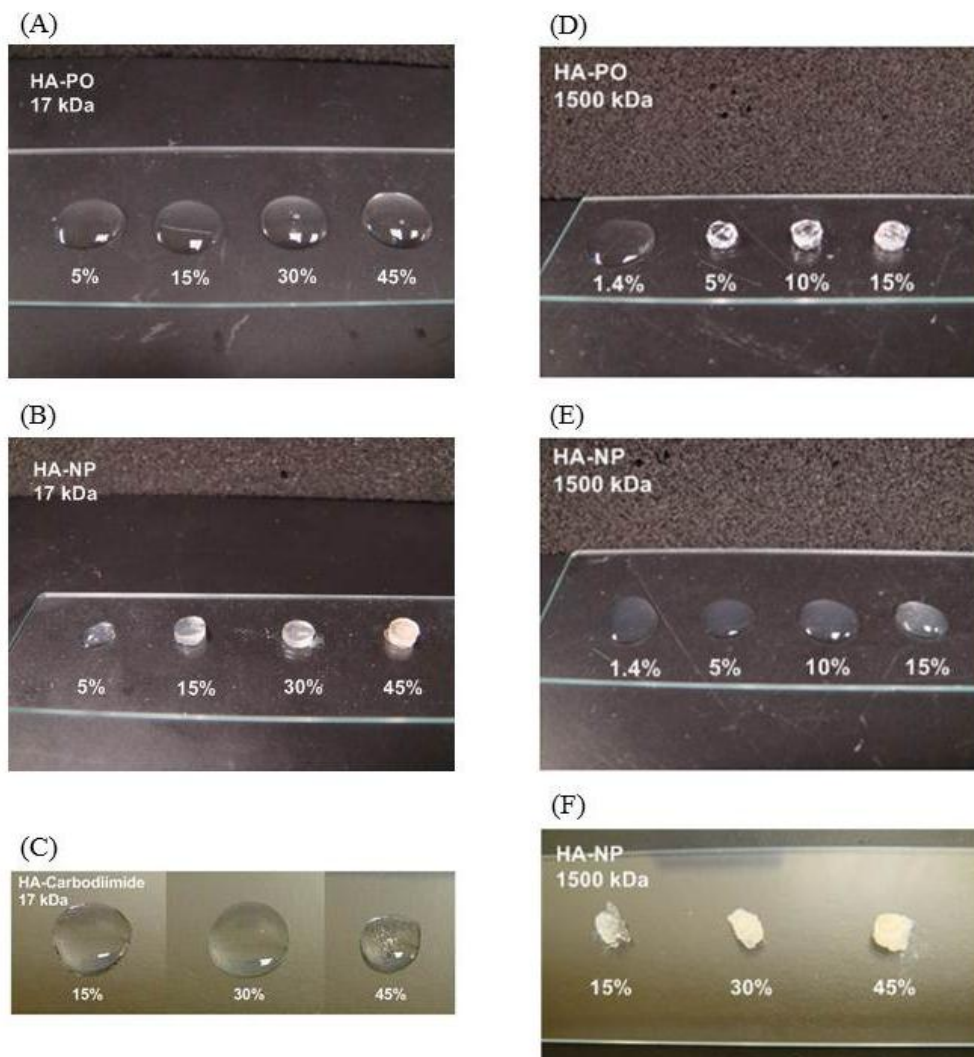 (A)
HA-PO
17 kDa
5% 15% 30% 45%
(B)
HA-NP
17 kDa
5% 15% 30% 45%
(C)
HA-Carbodiimide
17 kDa
15% 30% 45%
(D)
HA-PO
1500 kDa
1.4% 5% 10% 15%
(E)
HA-NP
1500 kDa
1.4% 5% 10% 15%
(F)
HA-NP
1500 kDa
15% 30% 45%